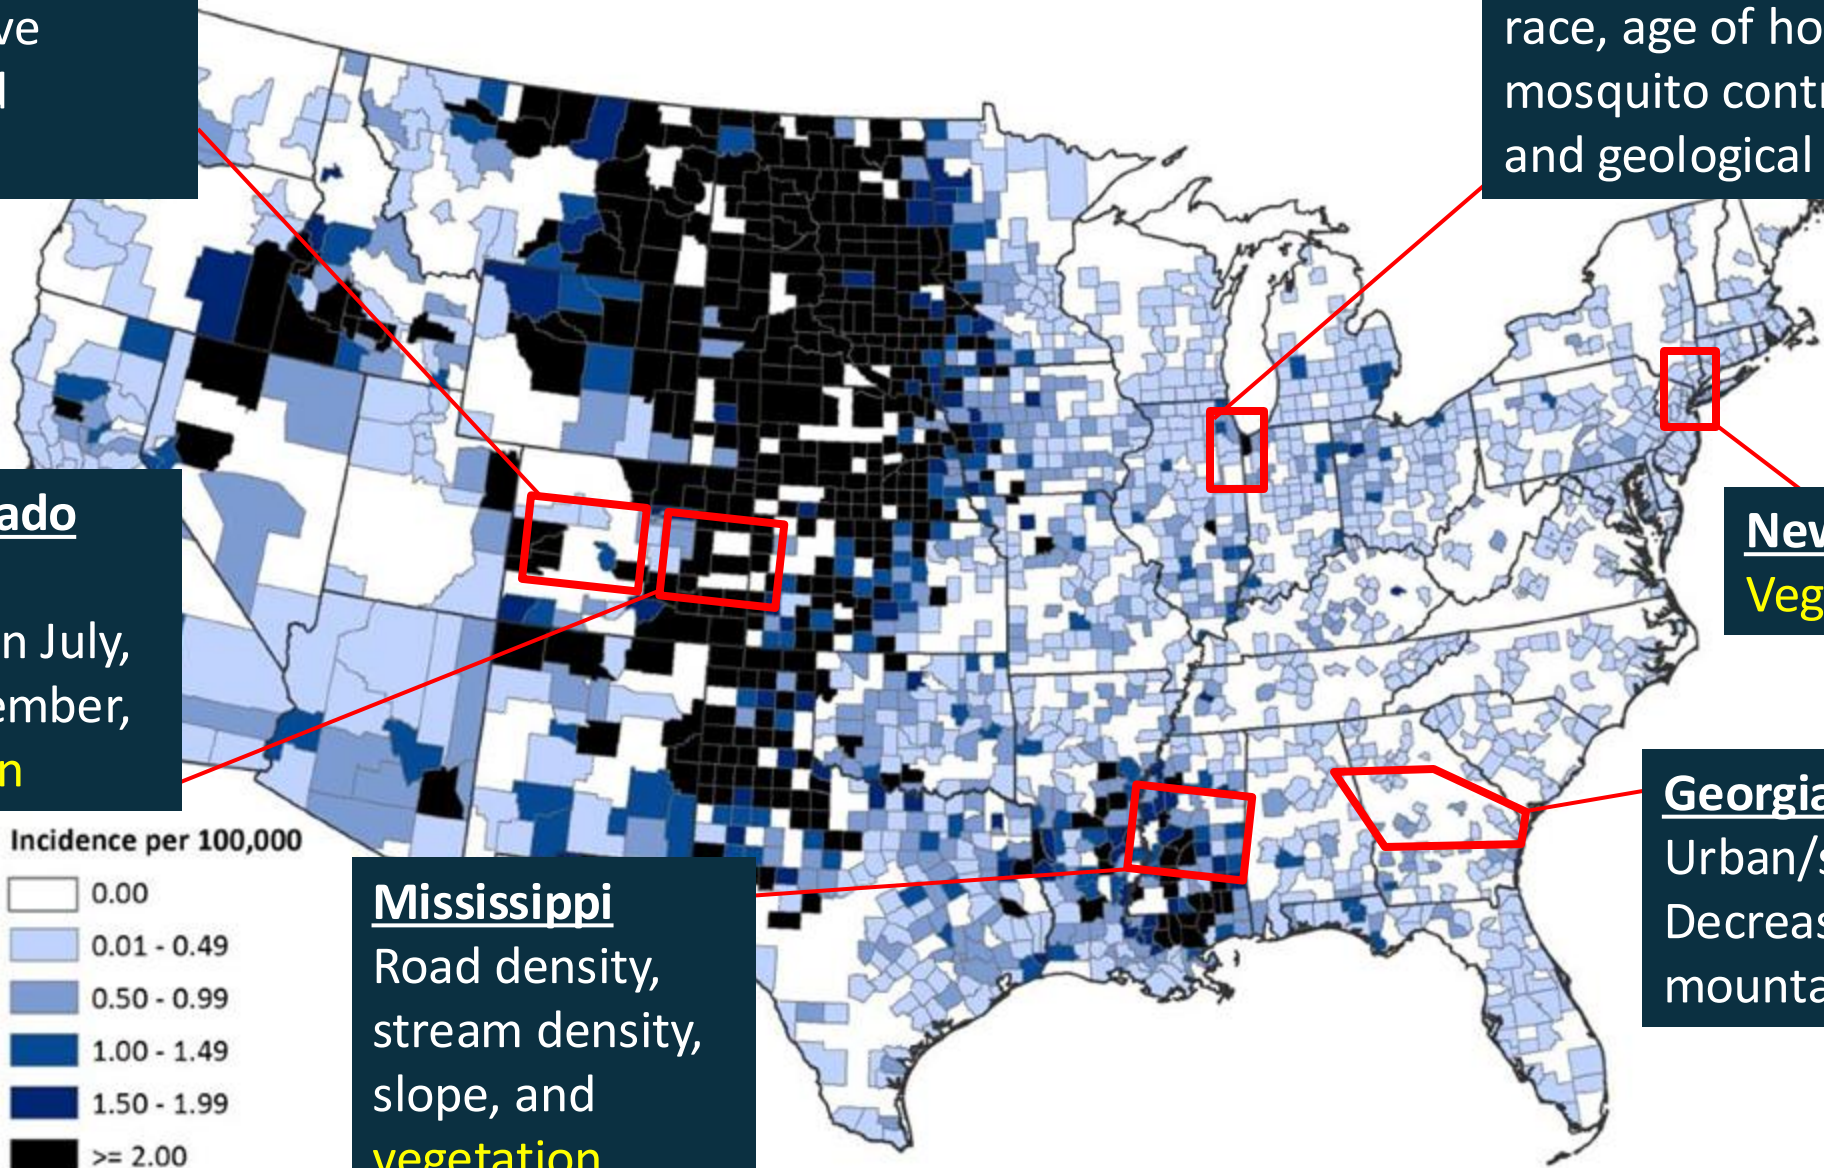 ve
d
race, age of ho
mosquito contr
and geological
ado
n July,
ember,
n
New
Veg
Georgia
Urban/s
Decreas
mounta
Incidence per 100,000
0.00
0.01 - 0.49
0.50 - 0.99
1.00 - 1.49
1.50 - 1.99
>= 2.00
Mississippi
Road density,
stream density,
slope, and
vegetation